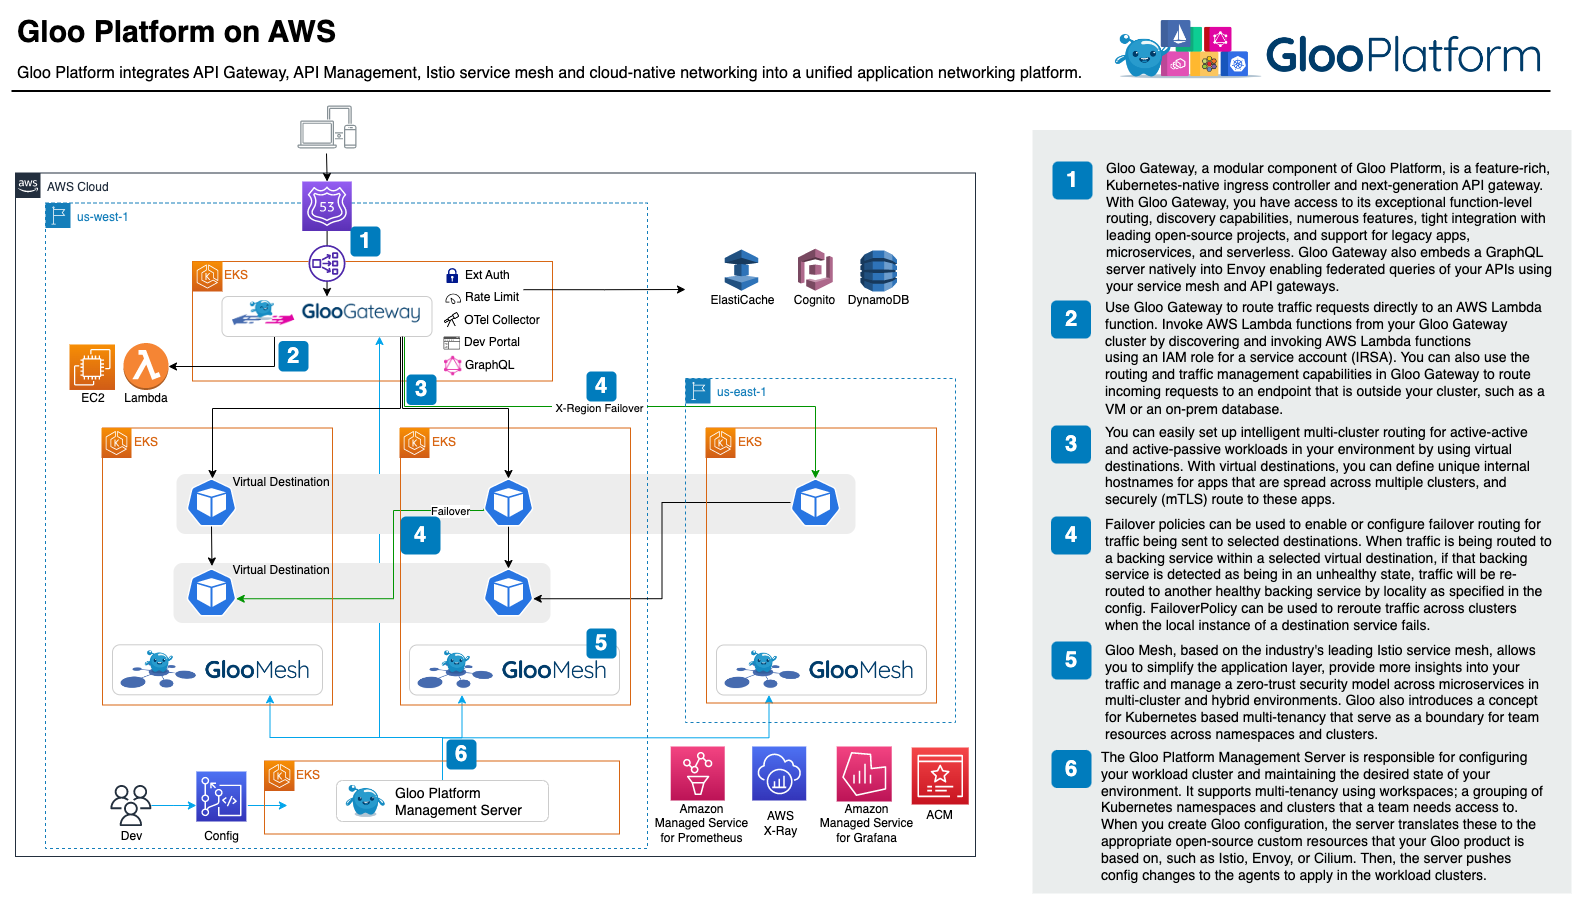 Gloo Platform on AWS
Gloo Platform integrates API Gateway, API Management, Istio service mesh and cloud-native networking into a unified application networking platform.
Gloo Platform
aws
AWS Cloud
53
us-west-1
1
EKS
Gloo Gateway
Ext Auth
Rate Limit
OTel Collector
Dev Portal
GraphQL
ElastiCache
Cognito
DynamoDB
2
EC2
Lambda
3
4
X-Region Failover
us-east-1
EKS
EKS
EKS
Virtual Destination
Failover
4
Virtual Destination
5
Gloo Mesh
Gloo Mesh
Gloo Mesh
6
EKS
Gloo Platform
Management Server
Dev
Config
Amazon
Managed Service
for Prometheus
AWS
X-Ray
Amazon
Managed Service
for Grafana
ACM
1
Gloo Gateway, a modular component of Gloo Platform, is a feature-rich,
Kubernetes-native ingress controller and next-generation API gateway.
With Gloo Gateway, you have access to its exceptional function-level
routing, discovery capabilities, numerous features, tight integration with
leading open-source projects, and support for legacy apps,
microservices, and serverless. Gloo Gateway also embeds a GraphQL
server natively into Envoy enabling federated queries of your APIs using
your service mesh and API gateways.
2
Use Gloo Gateway to route traffic requests directly to an AWS Lambda
function. Invoke AWS Lambda functions from your Gloo Gateway
cluster by discovering and invoking AWS Lambda functions
using an IAM role for a service account (IRSA). You can also use the
routing and traffic management capabilities in Gloo Gateway to route
incoming requests to an endpoint that is outside your cluster, such as a
VM or an on-prem database.
3
You can easily set up intelligent multi-cluster routing for active-active
and active-passive workloads in your environment by using virtual
destinations. With virtual destinations, you can define unique internal
hostnames for apps that are spread across multiple clusters, and
securely (mTLS) route to these apps.
4
Failover policies can be used to enable or configure failover routing for
traffic being sent to selected destinations. When traffic is being routed to
a backing service within a selected virtual destination, if that backing
service is detected as being in an unhealthy state, traffic will be re-
routed to another healthy backing service by locality as specified in the
config. FailoverPolicy can be used to reroute traffic across clusters
when the local instance of a destination service fails.
5
Gloo Mesh, based on the industry's leading Istio service mesh, allows
you to simplify the application layer, provide more insights into your
traffic and manage a zero-trust security model across microservices in
multi-cluster and hybrid environments. Gloo also introduces a concept
for Kubernetes based multi-tenancy that serve as a boundary for team
resources across namespaces and clusters.
6
The Gloo Platform Management Server is responsible for configuring
your workload cluster and maintaining the desired state of your
environment. It supports multi-tenancy using workspaces; a grouping of
Kubernetes namespaces and clusters that a team needs access to.
When you create Gloo configuration, the server translates these to the
appropriate open-source custom resources that your Gloo product is
based on, such as Istio, Envoy, or Cilium. Then, the server pushes
config changes to the agents to apply in the workload clusters.